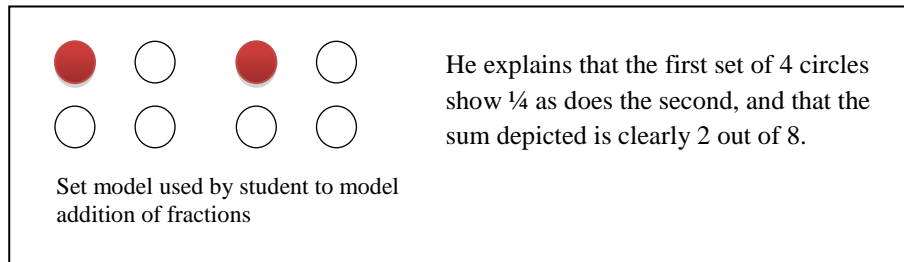 He explains that the first set of 4 circles
show ¼ as does the second, and that the
sum depicted is clearly 2 out of 8.
Set model used by student to model
addition of fractions